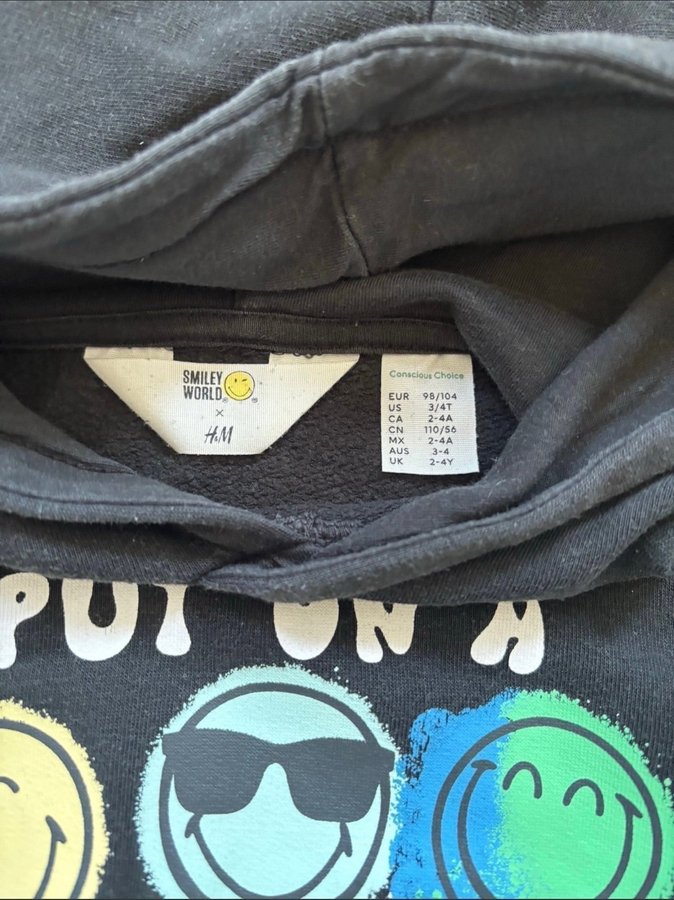 SMILEY
WORLD®
®
×
H&M
Conscious Choice
EUR 98/104
US 3/4T
CA 2-4A
CN 110/56
MX 2-4A
AUS 3-4
UK 2-4Y
PUT ON A